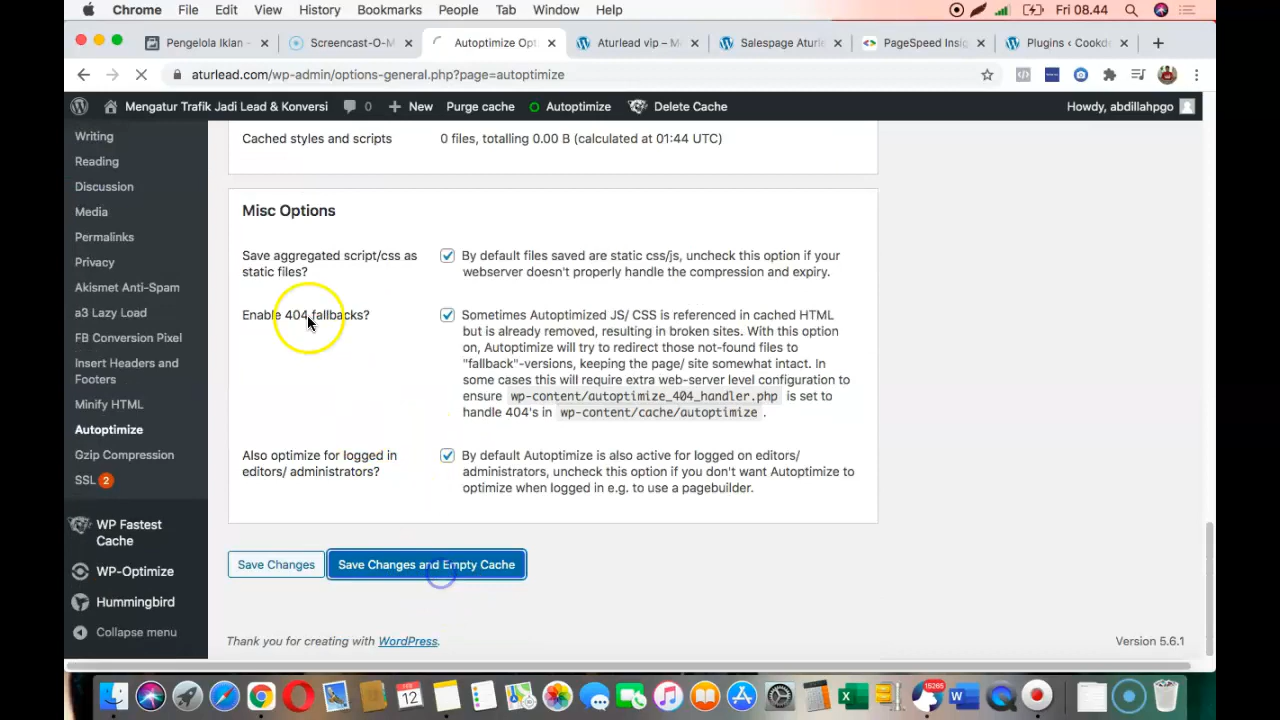 Chrome File Edit View History Bookmarks People Tab Window Help Fri 08.44
Pengelola Iklan - Screencast-O-M Autoptimize Opt Aturlead vip – M Salespage Aturle PageSpeed Insig Plugins ‹ Cookd
aturlead.com/wp-admin/options-general.php?page=autoptimize
Mengatur Trafik Jadi Lead & Konversi 0 New Purge cache Autoptimize Delete Cache Howdy, abdillahpgo
Writing
Reading
Discussion
Media
Permalinks
Privacy
Akismet Anti-Spam
a3 Lazy Load
FB Conversion Pixel
Insert Headers and
Footers
Minify HTML
Autoptimize
Gzip Compression
SSL 2
WP Fastest
Cache
WP-Optimize
Hummingbird
Collapse menu
Cached styles and scripts 0 files, totalling 0.00 B (calculated at 01:44 UTC)
Misc Options
Save aggregated script/css as
static files?
By default files saved are static css/js, uncheck this option if your
webserver doesn't properly handle the compression and expiry.
Enable 404 fallbacks?
Sometimes Autoptimized JS/ CSS is referenced in cached HTML
but is already removed, resulting in broken sites. With this option
on, Autoptimize will try to redirect those not-found files to
"fallback"-versions, keeping the page/ site somewhat intact. In
some cases this will require extra web-server level configuration to
ensure wp-content/autoptimize_404_handler.php is set to
handle 404's in wp-content/cache/autoptimize .
Also optimize for logged in
editors/ administrators?
By default Autoptimize is also active for logged on editors/
administrators, uncheck this option if you don't want Autoptimize to
optimize when logged in e.g. to use a pagebuilder.
Save Changes Save Changes and Empty Cache
Thank you for creating with WordPress. Version 5.6.1
12
15265